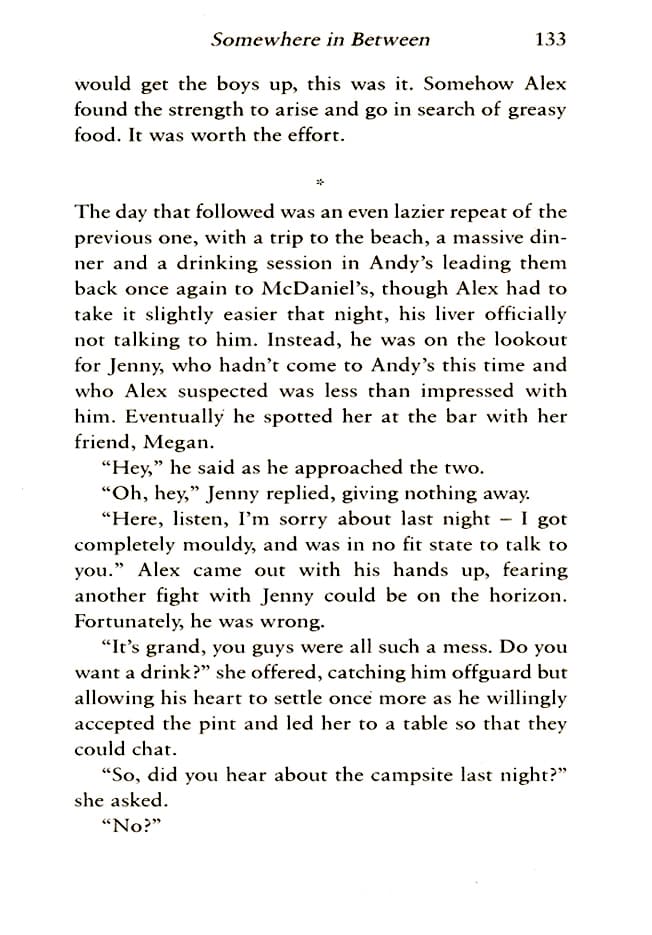 Somewhere in Between 133
would get the boys up, this was it. Somehow Alex
found the strength to arise and go in search of greasy
food. It was worth the effort.
*
The day that followed was an even lazier repeat of the
previous one, with a trip to the beach, a massive din-
ner and a drinking session in Andy’s leading them
back once again to McDaniel’s, though Alex had to
take it slightly easier that night, his liver officially
not talking to him. Instead, he was on the lookout
for Jenny, who hadn’t come to Andy’s this time and
who Alex suspected was less than impressed with
him. Eventually he spotted her at the bar with her
friend, Megan.
“Hey,” he said as he approached the two.
“Oh, hey,” Jenny replied, giving nothing away.
“Here, listen, I’m sorry about last night – I got
completely mouldy, and was in no fit state to talk to
you.” Alex came out with his hands up, fearing
another fight with Jenny could be on the horizon.
Fortunately, he was wrong.
“It’s grand, you guys were all such a mess. Do you
want a drink?” she offered, catching him offguard but
allowing his heart to settle once more as he willingly
accepted the pint and led her to a table so that they
could chat.
“So, did you hear about the campsite last night?”
she asked.
“No?”